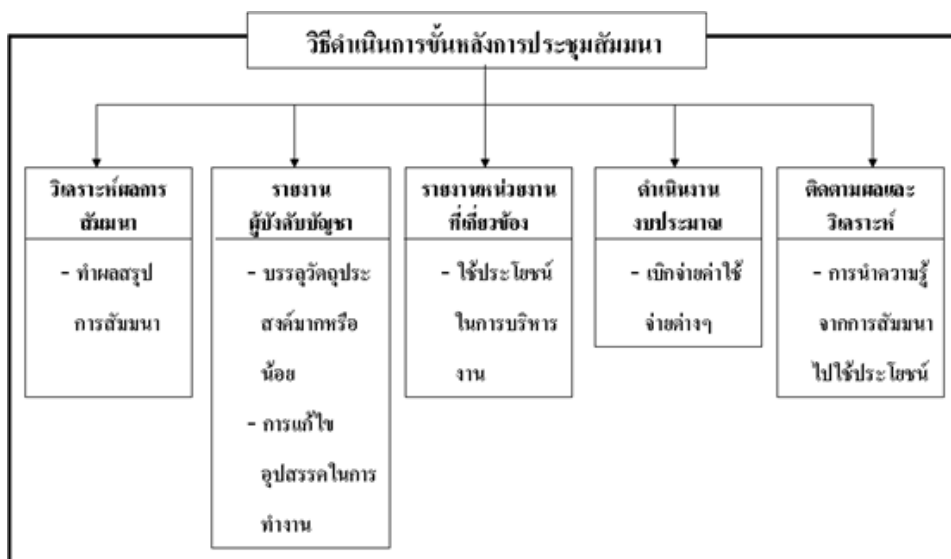 วิธีดำเนินการขั้นหลังการประชุมสัมมนา
วิเคราะห์ผลการ
สัมมนา
- ทำผลสรุป
การสัมมนา
รายงาน
ผู้บังคับบัญชา
- บรรลุวัตถุประ
สงค์มากหรือ
น้อย
- การแก้ไข
อุปสรรคในการ
ทำงาน
รายงานหน่วยงาน
ที่เกี่ยวข้อง
- ใช้ประโยชน์
ในการบริหาร
งาน
ดำเนินงาน
งบประมาณ
- เบิกจ่ายค่าใช้
จ่ายต่างๆ
ติดตามผลและ
วิเคราะห์
- การนำความรู้
จากการสัมมนา
ไปใช้ประโยชน์